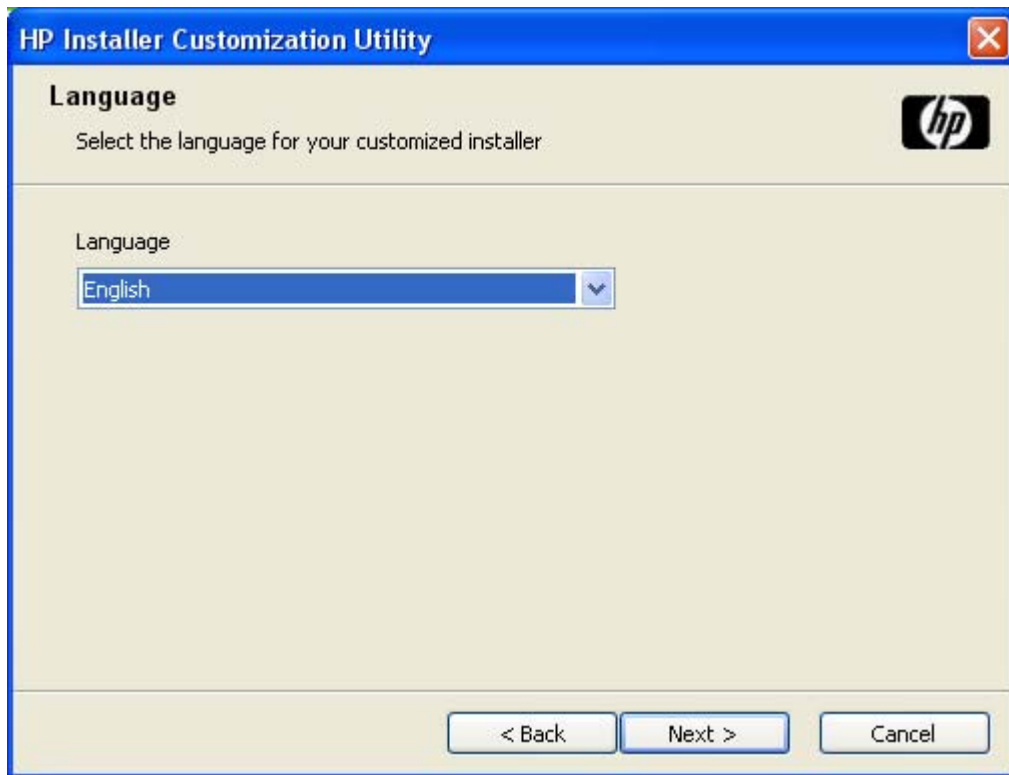 HP Installer Customization Utility
Language
Select the language for your customized installer
hp
Language
English
< Back Next > Cancel